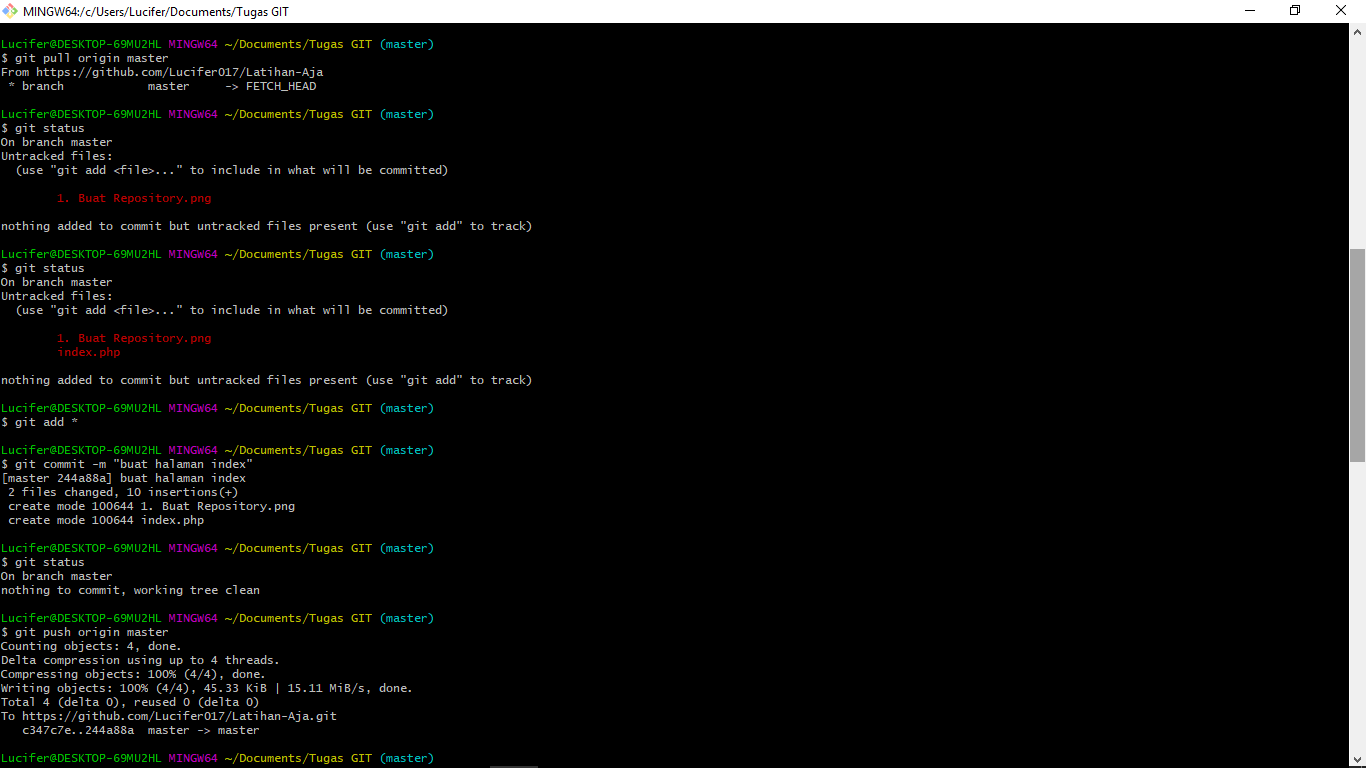 MINGW64:/c/Users/Lucifer/Documents/Tugas GIT
Lucifer@DESKTOP-69MU2HL MINGW64 ~/Documents/Tugas GIT (master)
$ git pull origin master
From https://github.com/Lucifer017/Latihan-Aja
 * branch            master     -> FETCH_HEAD
Lucifer@DESKTOP-69MU2HL MINGW64 ~/Documents/Tugas GIT (master)
$ git status
On branch master
Untracked files:
  (use "git add <file>..." to include in what will be committed)
        1. Buat Repository.png
nothing added to commit but untracked files present (use "git add" to track)
Lucifer@DESKTOP-69MU2HL MINGW64 ~/Documents/Tugas GIT (master)
$ git status
On branch master
Untracked files:
  (use "git add <file>..." to include in what will be committed)
        1. Buat Repository.png
        index.php
nothing added to commit but untracked files present (use "git add" to track)
Lucifer@DESKTOP-69MU2HL MINGW64 ~/Documents/Tugas GIT (master)
$ git add *
Lucifer@DESKTOP-69MU2HL MINGW64 ~/Documents/Tugas GIT (master)
$ git commit -m "buat halaman index"
[master 244a88a] buat halaman index
 2 files changed, 10 insertions(+)
 create mode 100644 1. Buat Repository.png
 create mode 100644 index.php
Lucifer@DESKTOP-69MU2HL MINGW64 ~/Documents/Tugas GIT (master)
$ git status
On branch master
nothing to commit, working tree clean
Lucifer@DESKTOP-69MU2HL MINGW64 ~/Documents/Tugas GIT (master)
$ git push origin master
Counting objects: 4, done.
Delta compression using up to 4 threads.
Compressing objects: 100% (4/4), done.
Writing objects: 100% (4/4), 45.33 KiB | 15.11 MiB/s, done.
Total 4 (delta 0), reused 0 (delta 0)
To https://github.com/Lucifer017/Latihan-Aja.git
   c347c7e..244a88a  master -> master
Lucifer@DESKTOP-69MU2HL MINGW64 ~/Documents/Tugas GIT (master)